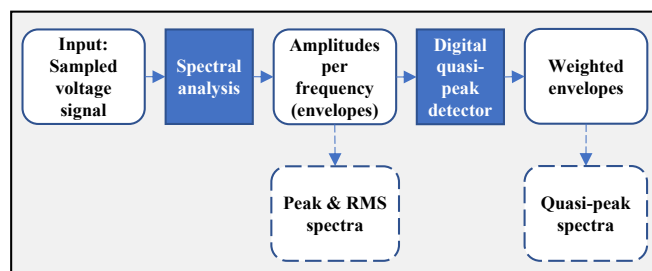 Input:
Sampled
voltage
signal
Spectral
analysis
Amplitudes
per
frequency
(envelopes)
Digital
quasi-
peak
detector
Weighted
envelopes
Peak & RMS
spectra
Quasi-peak
spectra